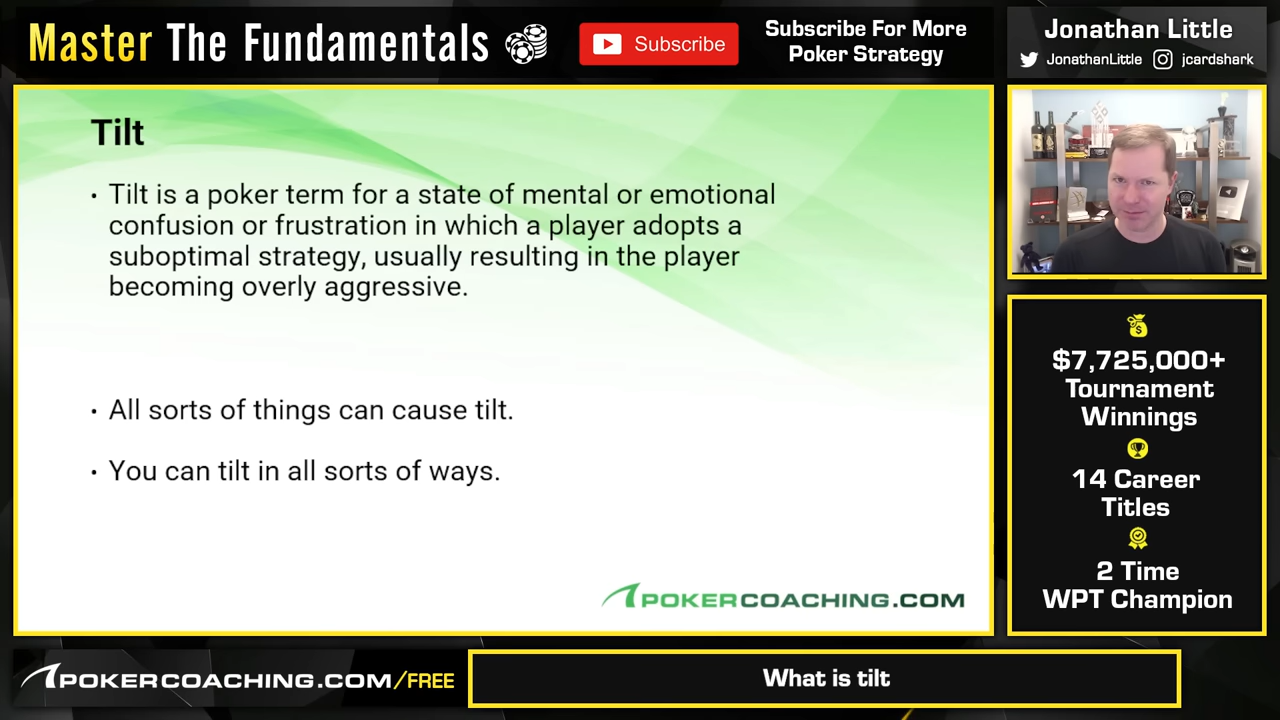 Master The Fundamentals
Subscribe
Subscribe For More
Poker Strategy
Jonathan Little
JonathanLittle
jcardshark
Tilt
• Tilt is a poker term for a state of mental or emotional
confusion or frustration in which a player adopts a
suboptimal strategy, usually resulting in the player
becoming overly aggressive.
• All sorts of things can cause tilt.
• You can tilt in all sorts of ways.
POKERCOACHING.COM
$7,725,000+
Tournament
Winnings
14 Career
Titles
2 Time
WPT Champion
POKERCOACHING.COM/FREE
What is tilt